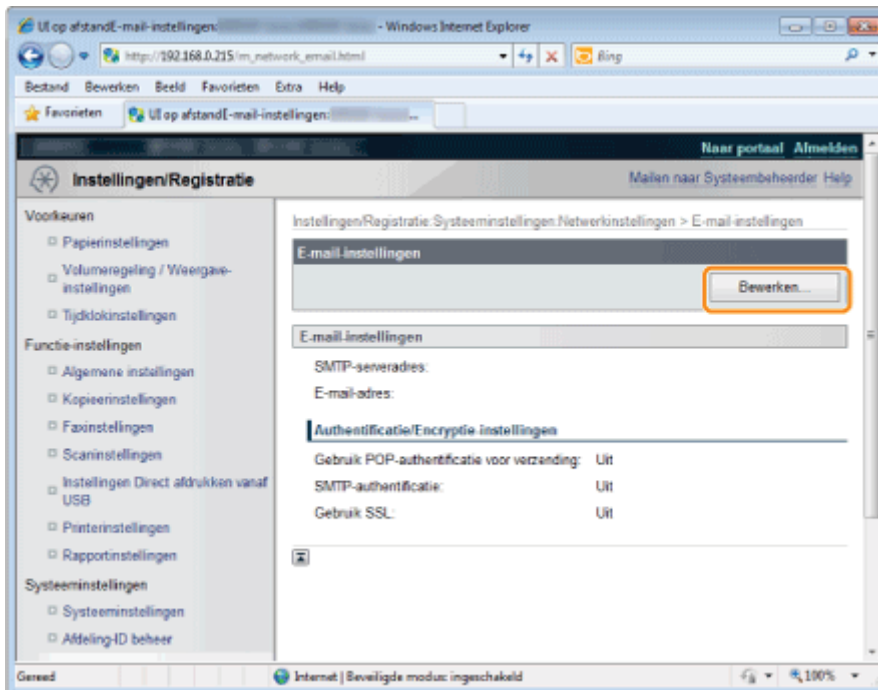 UI op afstandE-mail-instellingen: - Windows Internet Explorer
http://192.168.0.215/m_network_email.html
Bing
Bestand Bewerken Beeld Favorieten Extra Help
Favorieten UI op afstandE-mail-instellingen: ...
Naar portaal Afmelden
Instellingen/Registratie
Mailen naar Systeembeheerder Help
Voorkeuren
Papierinstellingen
Volumeregeling / Weergave-
instellingen
Tijdklokinstellingen
Functie-instellingen
Algemene instellingen
Kopieerinstellingen
Faxinstellingen
Scaninstellingen
Instellingen Direct afdrukken vanaf
USB
Printerinstellingen
Rapportinstellingen
Systeeminstellingen
Systeeminstellingen
Afdeling-ID beheer
Instellingen/Registratie:Systeeminstellingen:Netwerkinstellingen > E-mail-instellingen
E-mail-instellingen
Bewerken...
E-mail-instellingen
SMTP-serveradres:
E-mail-adres:
Authentificatie/Encryptie-instellingen
Gebruik POP-authentificatie voor verzending: Uit
SMTP-authentificatie: Uit
Gebruik SSL: Uit
Gereed
Internet | Beveiligde modus: ingeschakeld
100%